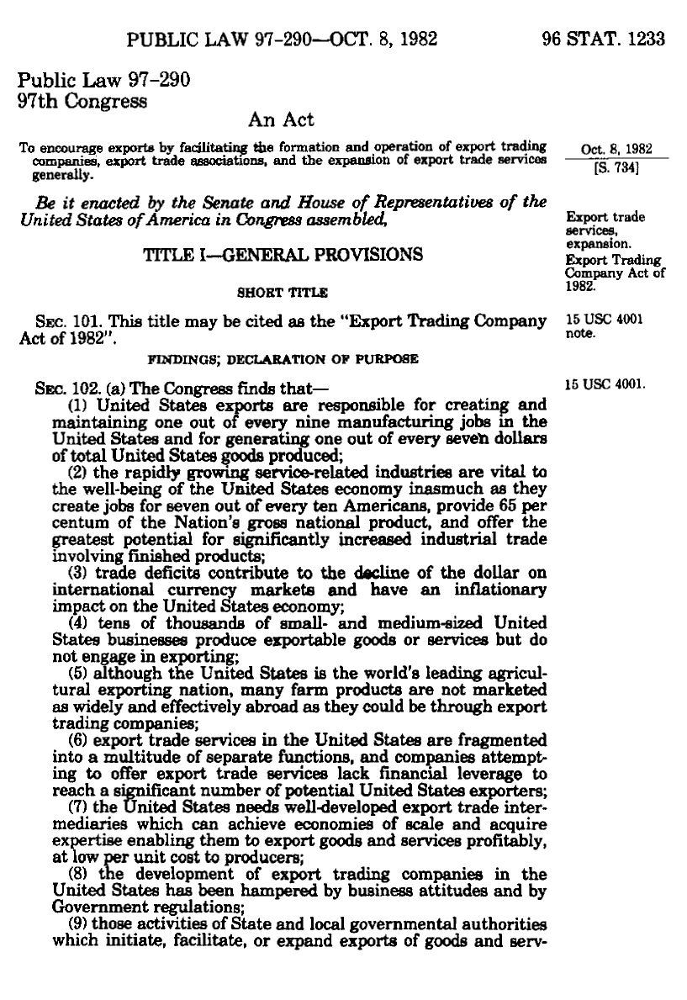 PUBLIC LAW 97-290—OCT. 8, 1982 96 STAT. 1233
Public Law 97-290
97th Congress
An Act
To encourage exports by facilitating the formation and operation of export trading
companies, export trade associations, and the expansion of export trade services
generally.
Oct. 8, 1982
[S. 734]
Be it enacted by the Senate and House of Representatives of the
United States of America in Congress assembled,
Export trade
services,
expansion.
Export Trading
Company Act of
1982.
TITLE I—GENERAL PROVISIONS
SHORT TITLE
SEC. 101. This title may be cited as the "Export Trading Company
Act of 1982".
15 USC 4001
note.
FINDINGS; DECLARATION OF PURPOSE
SEC. 102. (a) The Congress finds that—
15 USC 4001.
(1) United States exports are responsible for creating and
maintaining one out of every nine manufacturing jobs in the
United States and for generating one out of every seven dollars
of total United States goods produced;
(2) the rapidly growing service-related industries are vital to
the well-being of the United States economy inasmuch as they
create jobs for seven out of every ten Americans, provide 65 per
centum of the Nation's gross national product, and offer the
greatest potential for significantly increased industrial trade
involving finished products;
(3) trade deficits contribute to the decline of the dollar on
international currency markets and have an inflationary
impact on the United States economy;
(4) tens of thousands of small- and medium-sized United
States businesses produce exportable goods or services but do
not engage in exporting;
(5) although the United States is the world's leading agricul-
tural exporting nation, many farm products are not marketed
as widely and effectively abroad as they could be through export
trading companies;
(6) export trade services in the United States are fragmented
into a multitude of separate functions, and companies attempt-
ing to offer export trade services lack financial leverage to
reach a significant number of potential United States exporters;
(7) the United States needs well-developed export trade inter-
mediaries which can achieve economies of scale and acquire
expertise enabling them to export goods and services profitably,
at low per unit cost to producers;
(8) the development of export trading companies in the
United States has been hampered by business attitudes and by
Government regulations;
(9) those activities of State and local governmental authorities
which initiate, facilitate, or expand exports of goods and serv-